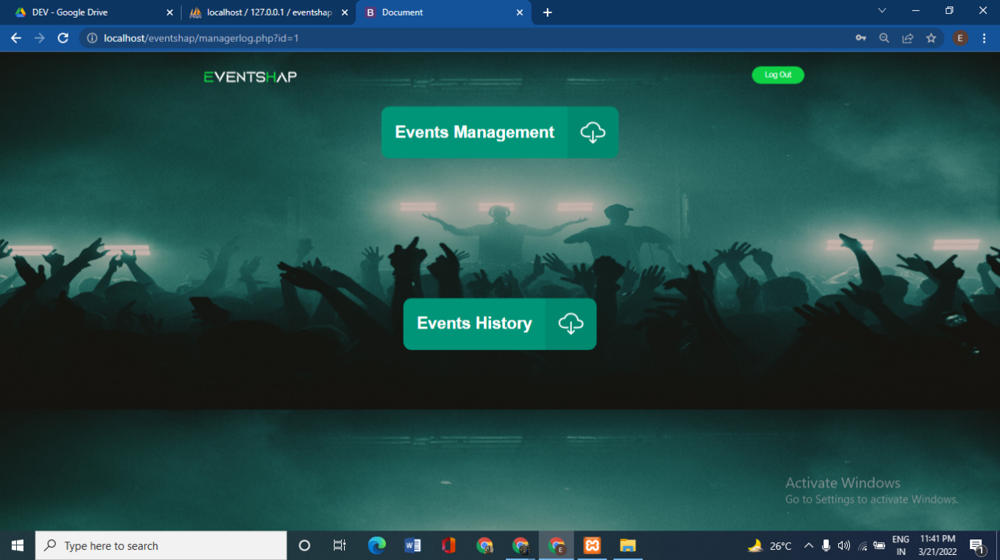 DEV - Google Drive
localhost / 127.0.0.1 / eventshap
Document
localhost/eventshap/managerlog.php?id=1
E
EVENTSHAP
Log Out
Events Management
Events History
Activate Windows
Go to Settings to activate Windows.
Type here to search
26°C
ENG
IN
11:41 PM
3/21/2022
1